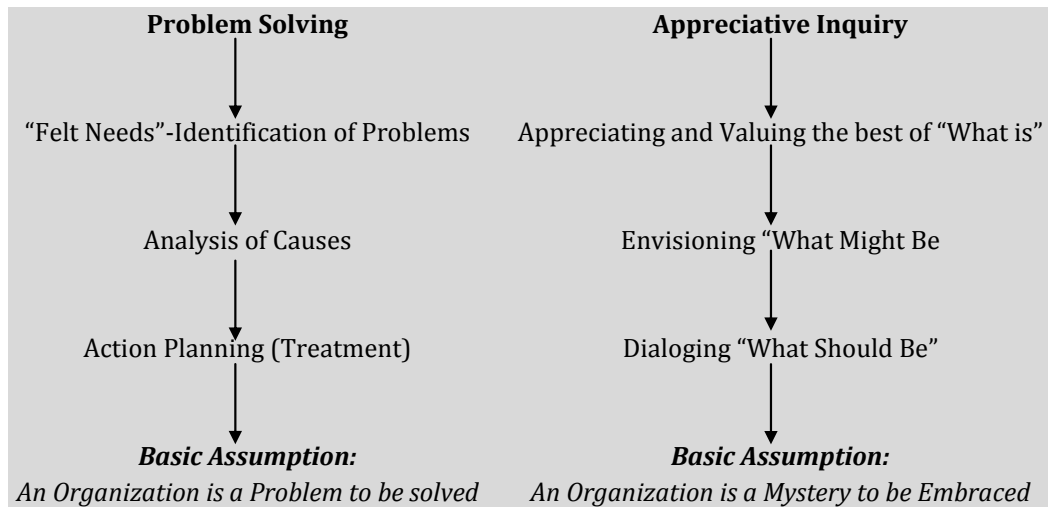 Problem Solving
“Felt Needs”-Identification of Problems
Analysis of Causes
Action Planning (Treatment)
Basic Assumption:
An Organization is a Problem to be solved
Appreciative Inquiry
Appreciating and Valuing the best of “What is”
Envisioning “What Might Be
Dialoging “What Should Be”
Basic Assumption:
An Organization is a Mystery to be Embraced